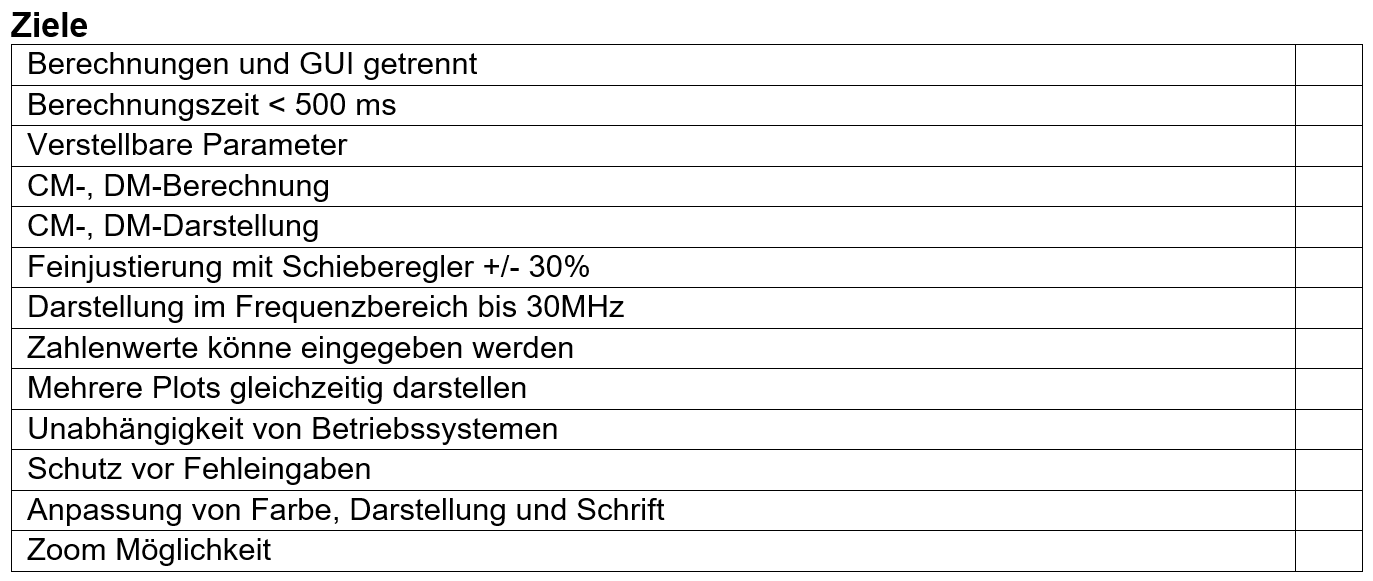 Ziele
Berechnungen und GUI getrennt
Berechnungszeit < 500 ms
Verstellbare Parameter
CM-, DM-Berechnung
CM-, DM-Darstellung
Feinjustierung mit Schieberegler +/- 30%
Darstellung im Frequenzbereich bis 30MHz
Zahlenwerte könne eingegeben werden
Mehrere Plots gleichzeitig darstellen
Unabhängigkeit von Betriebssystemen
Schutz vor Fehleingaben
Anpassung von Farbe, Darstellung und Schrift
Zoom Möglichkeit